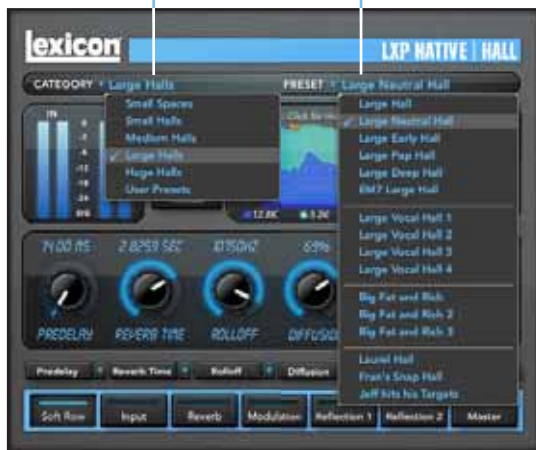 lexicon
LXP NATIVE | HALL
CATEGORY Large Halls
PRESET Large Neutral Hall
Small Spaces
Small Halls
Medium Halls
Large Halls
Huge Halls
User Presets
Large Hall
Large Neutral Hall
Large Early Hall
Large Pop Hall
Large Deep Hall
RM7 Large Hall
Large Vocal Hall 1
Large Vocal Hall 2
Large Vocal Hall 3
Large Vocal Hall 4
Big Fat and Rich
Big Fat and Rich 2
Big Fat and Rich 3
Laurel Hall
Fran's Snap Hall
Jeff hits his Targets
IN
12.8K 3.2K
74.00 MS 2.8259 SEC 10750HZ 69%
PREDELAY REVERB TIME ROLLOFF DIFFUSION
Predelay Reverb Time Rolloff Diffusion
Soft Row Input Reverb Modulation Reflection 1 Reflection 2 Master